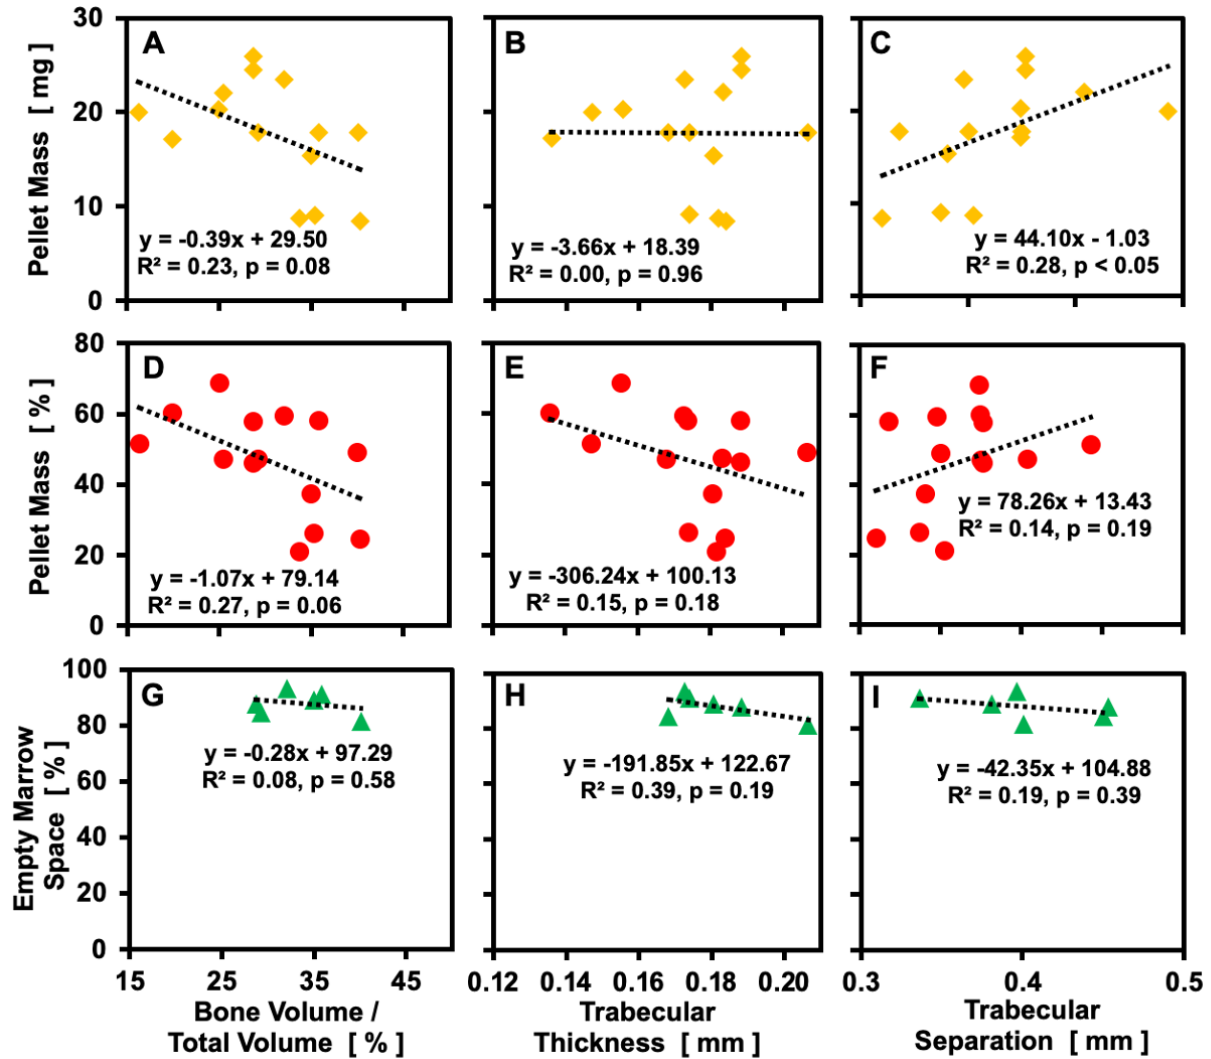 30
20
10
0
Pellet Mass [ mg ]
A
y = -0.39x + 29.50
R² = 0.23, p = 0.08
B
y = -3.66x + 18.39
R² = 0.00, p = 0.96
C
y = 44.10x - 1.03
R² = 0.28, p < 0.05
80
60
40
20
0
Pellet Mass [ % ]
D
y = -1.07x + 79.14
R² = 0.27, p = 0.06
E
y = -306.24x + 100.13
R² = 0.15, p = 0.18
F
y = 78.26x + 13.43
R² = 0.14, p = 0.19
100
80
60
40
20
0
Empty Marrow
Space [ % ]
G
y = -0.28x + 97.29
R² = 0.08, p = 0.58
H
y = -191.85x + 122.67
R² = 0.39, p = 0.19
I
y = -42.35x + 104.88
R² = 0.19, p = 0.39
15 25 35 45
Bone Volume /
Total Volume [ % ]
0.12 0.14 0.16 0.18 0.20
Trabecular
Thickness [ mm ]
0.3 0.4 0.5
Trabecular
Separation [ mm ]